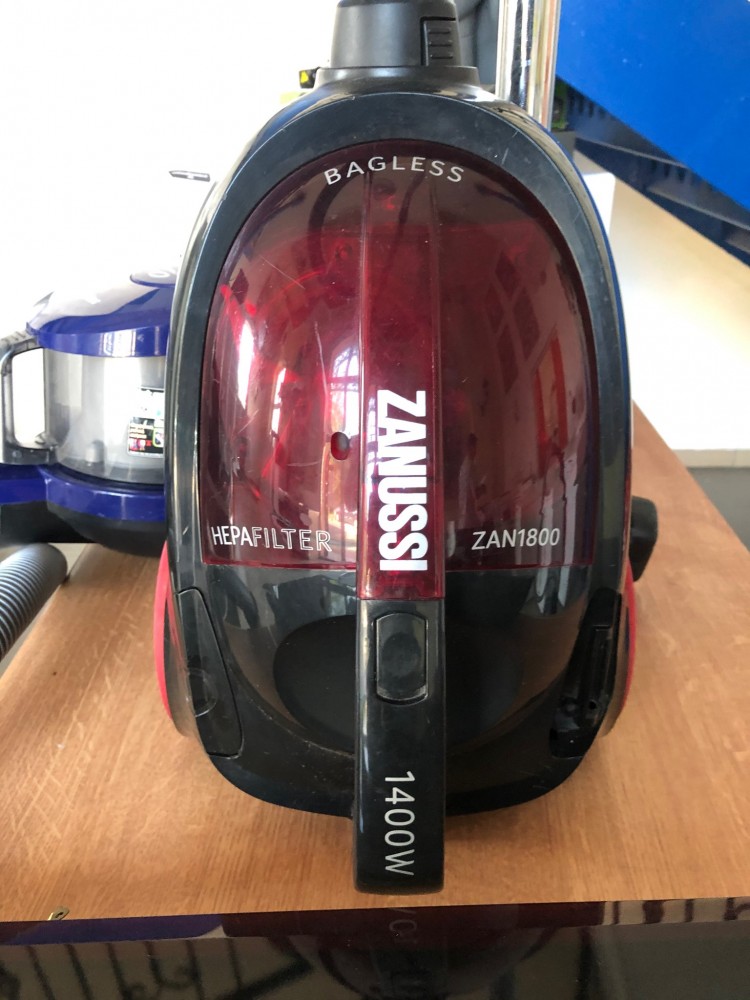 BAGLESS
ZANUSSI
HEPAFILTER
ZAN1800
1400W